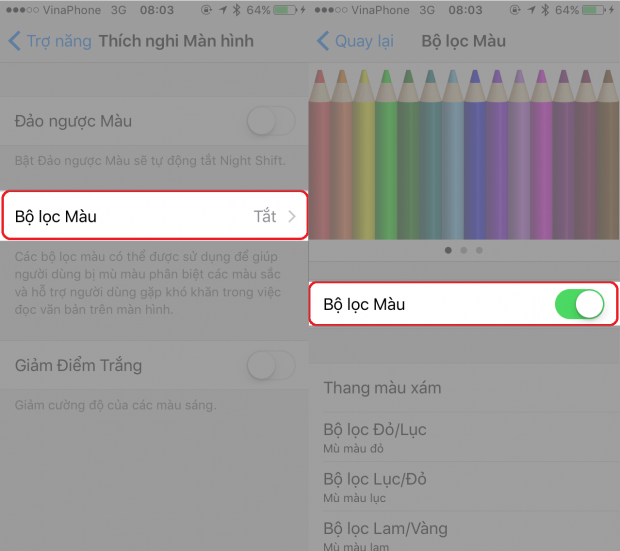 VinaPhone 3G 08:03 64%
Trợ năng Thích nghi Màn hình
Đảo ngược Màu
Bật Đảo ngược Màu sẽ tự động tắt Night Shift.
Bộ lọc Màu Tắt
Các bộ lọc màu có thể được sử dụng để giúp
người dùng bị mù màu phân biệt các màu sắc
và hỗ trợ người dùng gặp khó khăn trong việc
đọc văn bản trên màn hình.
Giảm Điểm Trắng
Giảm cường độ của các màu sáng.
VinaPhone 3G 08:03 64%
Quay lại Bộ lọc Màu
Bộ lọc Màu
Thang màu xám
Bộ lọc Đỏ/Lục
Mù màu đỏ
Bộ lọc Lục/Đỏ
Mù màu lục
Bộ lọc Lam/Vàng
Mù màu lam